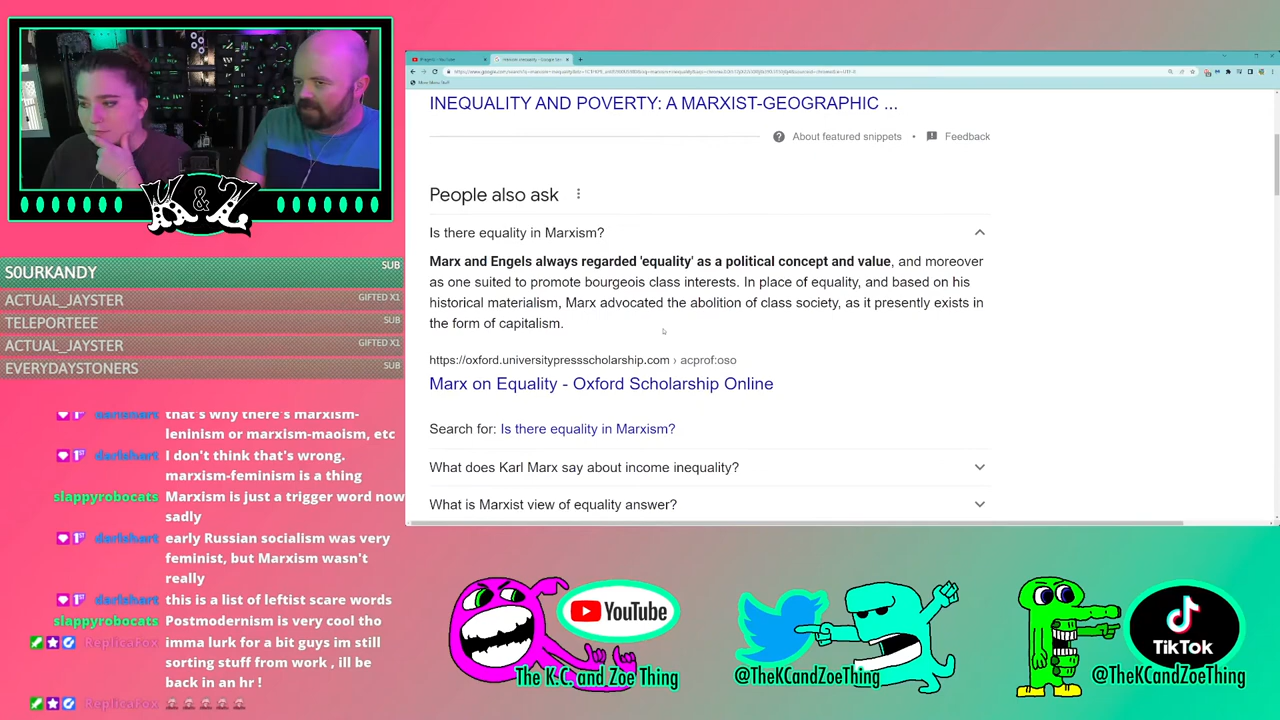 K & Z
S0URKANDY SUB
ACTUAL_JAYSTER GIFTED X1
TELEPORTEEE SUB
ACTUAL_JAYSTER GIFTED X1
EVERYDAYSTONERS SUB
darishart that's why there's marxism-
leninism or marxism-maoism, etc
darishart I don't think that's wrong.
marxism-feminism is a thing
slappyrobocats Marxism is just a trigger word now
sadly
darishart early Russian socialism was very
feminist, but Marxism wasn't
really
darishart this is a list of leftist scare words
slappyrobocats Postmodernism is very cool tho
ReplicaFox imma lurk for a bit guys im still
sorting stuff from work , ill be
back in an hr !
ReplicaFox
INEQUALITY AND POVERTY: A MARXIST-GEOGRAPHIC ...
About featured snippets • Feedback
People also ask
Is there equality in Marxism?
Marx and Engels always regarded 'equality' as a political concept and value, and moreover
as one suited to promote bourgeois class interests. In place of equality, and based on his
historical materialism, Marx advocated the abolition of class society, as it presently exists in
the form of capitalism.
https://oxford.universitypressscholarship.com › acprof:oso
Marx on Equality - Oxford Scholarship Online
Search for: Is there equality in Marxism?
What does Karl Marx say about income inequality?
What is Marxist view of equality answer?
YouTube
The K.C. and Zoe Thing
@TheKCandZoeThing
TikTok
@TheKCandZoeThing